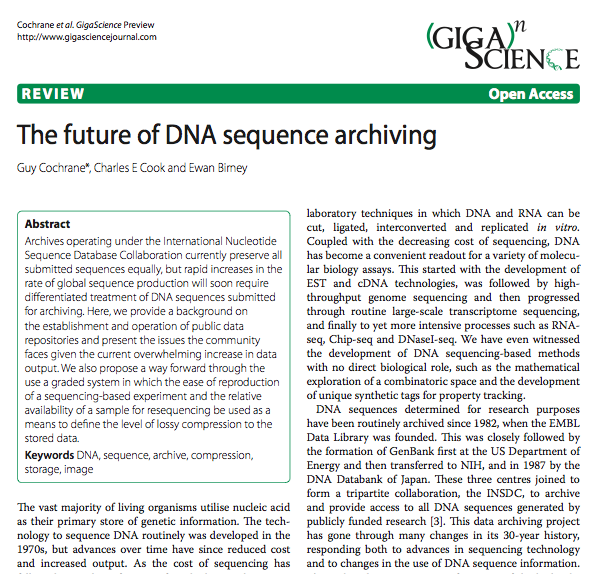 Cochrane et al. GigaScience Preview
http://www.gigasciencejournal.com
(GIGA)n
SCIENCE
REVIEW
Open Access
The future of DNA sequence archiving
Guy Cochrane*, Charles E Cook and Ewan Birney
Abstract
Archives operating under the International Nucleotide
Sequence Database Collaboration currently preserve all
submitted sequences equally, but rapid increases in the
rate of global sequence production will soon require
differentiated treatment of DNA sequences submitted
for archiving. Here, we provide a background on
the establishment and operation of public data
repositories and present the issues the community
faces given the current overwhelming increase in data
output. We also propose a way forward through the
use a graded system in which the ease of reproduction
of a sequencing-based experiment and the relative
availability of a sample for resequencing be used as a
means to define the level of lossy compression to the
stored data.
Keywords DNA, sequence, archive, compression,
storage, image
The vast majority of living organisms utilise nucleic acid
as their primary store of genetic information. The tech-
nology to sequence DNA routinely was developed in the
1970s, but advances over time have since reduced cost
and increased output. As the cost of sequencing has
laboratory techniques in which DNA and RNA can be
cut, ligated, interconverted and replicated in vitro.
Coupled with the decreasing cost of sequencing, DNA
has become a convenient readout for a variety of molecu-
lar biology assays. This started with the development of
EST and cDNA technologies, was followed by high-
throughput genome sequencing and then progressed
through routine large-scale transcriptome sequencing,
and finally to yet more intensive processes such as RNA-
seq, Chip-seq and DNaseI-seq. We have even witnessed
the development of DNA sequencing-based methods
with no direct biological role, such as the mathematical
exploration of a combinatoric space and the development
of unique synthetic tags for property tracking.
DNA sequences determined for research purposes
have been routinely archived since 1982, when the EMBL
Data Library was founded. This was closely followed by
the formation of GenBank first at the US Department of
Energy and then transferred to NIH, and in 1987 by the
DNA Databank of Japan. These three centres joined to
form a tripartite collaboration, the INSDC, to archive
and provide access to all DNA sequences generated by
publicly funded research [3]. This data archiving project
has gone through many changes in its 30-year history,
responding both to advances in sequencing technology
and to changes in the use of DNA sequence information.